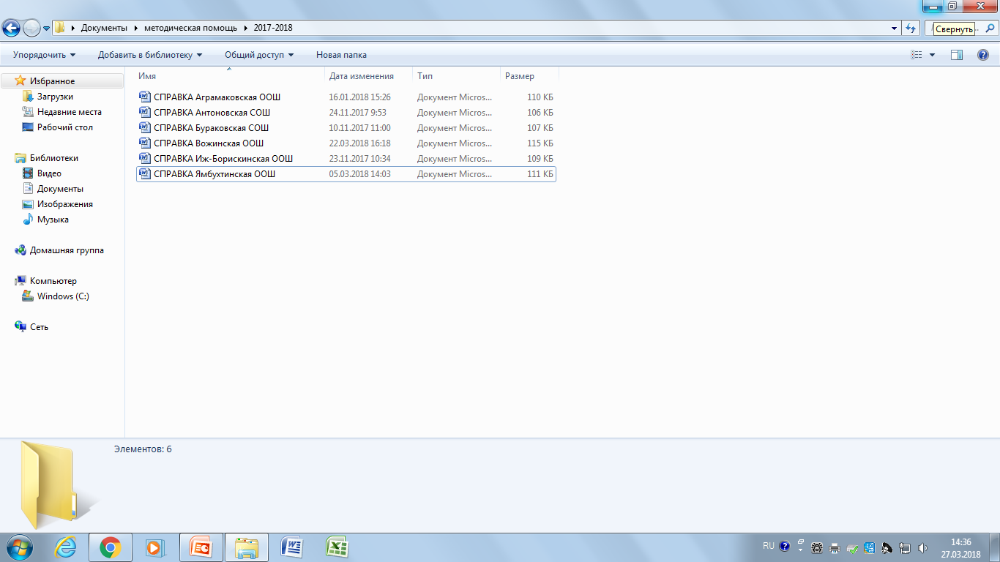 Документы методическая помощь 2017-2018
Свернуть
Упорядочить Добавить в библиотеку Общий доступ Новая папка
Имя Дата изменения Тип Размер
СПРАВКА Аграмаковская ООШ 16.01.2018 15:26 Документ Micros... 110 КБ
СПРАВКА Антоновская СОШ 24.11.2017 9:53 Документ Micros... 106 КБ
СПРАВКА Бураковская СОШ 10.11.2017 11:00 Документ Micros... 107 КБ
СПРАВКА Вожинская ООШ 22.03.2018 16:18 Документ Micros... 115 КБ
СПРАВКА Иж-Борискинская ООШ 23.11.2017 10:34 Документ Micros... 109 КБ
СПРАВКА Ямбухтинская ООШ 05.03.2018 14:03 Документ Micros... 111 КБ
Избранное
Загрузки
Недавние места
Рабочий стол
Библиотеки
Видео
Документы
Изображения
Музыка
Домашняя группа
Компьютер
Windows (C:)
Сеть
Элементов: 6
RU
14:36
27.03.2018